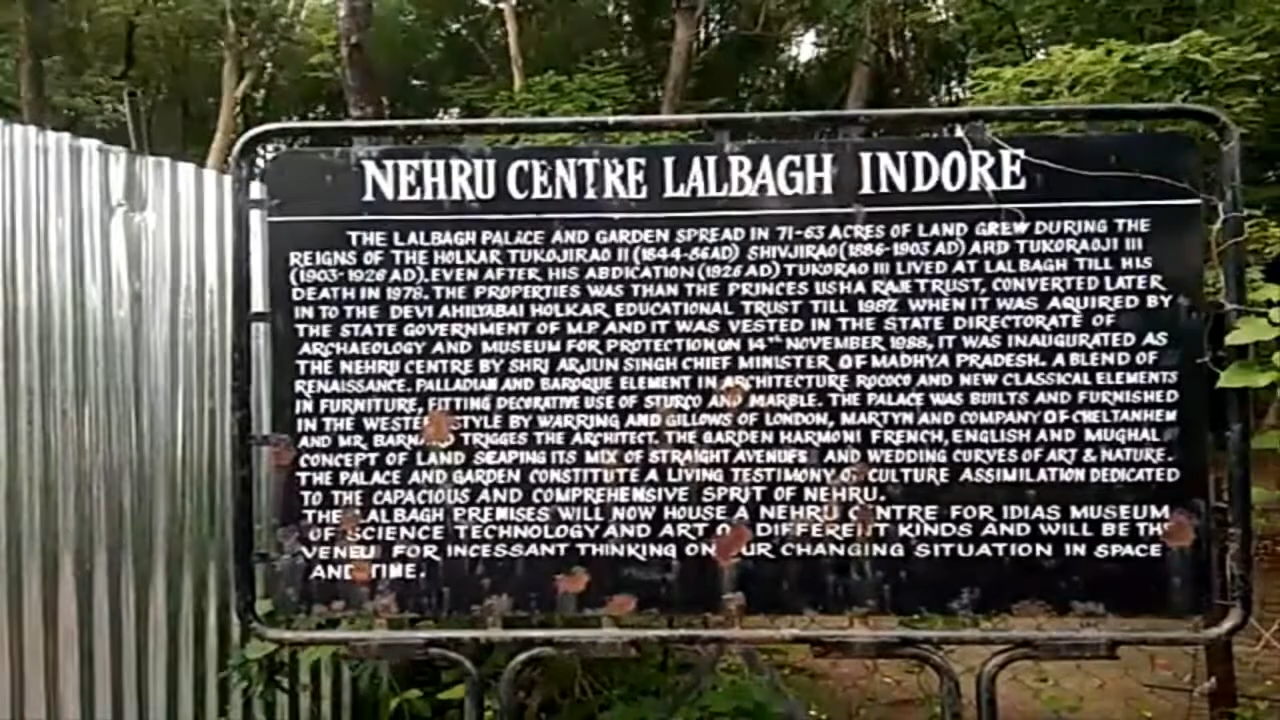 NEHRU CENTRE LALBAGH INDORE
THE LALBAGH PALACE AND GARDEN SPREAD IN 71-63 ACRES OF LAND GREW DURING THE
REIGNS OF THE HOLKAR TUKOJIRAO II (1844-86AD) SHIVJIRAO (1886-1903 AD) AND TUKORAOJI III
(1903-1926 AD). EVEN AFTER HIS ABDICATION (1926 AD) TUKORAO III LIVED AT LALBAGH TILL HIS
DEATH IN 1978. THE PROPERTIES WAS THAN THE PRINCES USHA RAJE TRUST, CONVERTED LATER
IN TO THE DEVI AHILYABAI HOLKAR EDUCATIONAL TRUST TILL 1982 WHEN IT WAS AQUIRED BY
THE STATE GOVERNMENT OF M.P. AND IT WAS VESTED IN THE STATE DIRECTORATE OF
ARCHAEOLOGY AND MUSEUM FOR PROTECTION ON 14TH NOVEMBER 1988, IT WAS INAUGURATED AS
THE NEHRU CENTRE BY SHRI ARJUN SINGH CHIEF MINISTER OF MADHYA PRADESH. A BLEND OF
RENAISSANCE. PALLADIAN AND BAROQUE ELEMENT IN ARCHITECTURE ROCOCO AND NEW CLASSICAL ELEMENTS
IN FURNITURE, FITTING DECORATIVE USE OF STURCO AND MARBLE. THE PALACE WAS BUILTS AND FURNISHED
IN THE STYLE BY WARRING AND GILLOWS OF LONDON, MARTYN AND COMPANY OF CHELTANHEM
AND MR. TRIGGES THE ARCHITECT. THE GARDEN HARMONI FRENCH, ENGLISH AND MUGHAL
CONCEPT OF LAND SEAPING ITS MIX OF STRAIGHT AVENUES AND WEDDING CURVES OF ART & NATURE.
THE PALACE AND GARDEN CONSTITUTE A LIVING TESTIMONY OF CULTURE ASSIMILATION DEDICATED
TO THE CAPACIOUS AND COMPREHENSIVE SPRIT OF NEHRU.
THE LALBAGH PREMISES WILL NOW HOUSE A NEHRU CENTRE FOR IDIAS MUSEUM
OF SCIENCE TECHNOLOGY AND ART OF DIFFERENT KINDS AND WILL BE THE
VENEU FOR INCESSANT THINKING ON OUR CHANGING SITUATION IN SPACE
AND TIME.